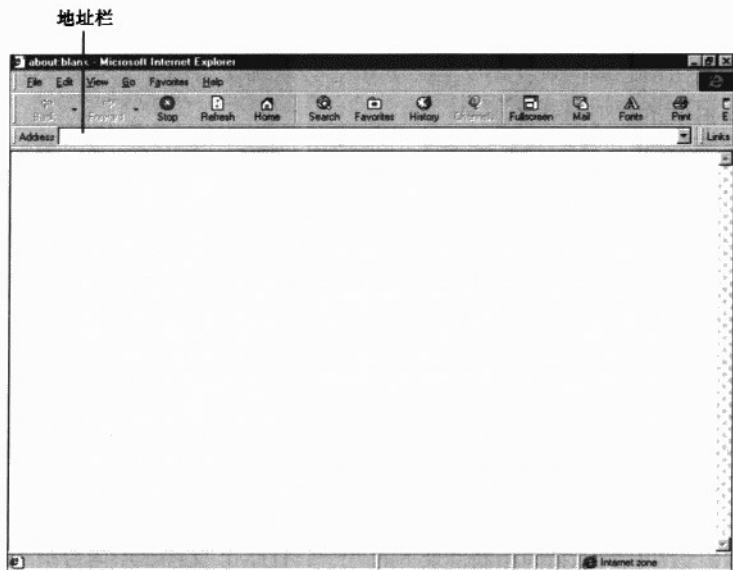 地址栏
about:blank - Microsoft Internet Explorer
File Edit View Go Favorites Help
Back Forward Stop Refresh Home Search Favorites History Channels Fullscreen Mail Fonts Print E
Address Links
Internet zone